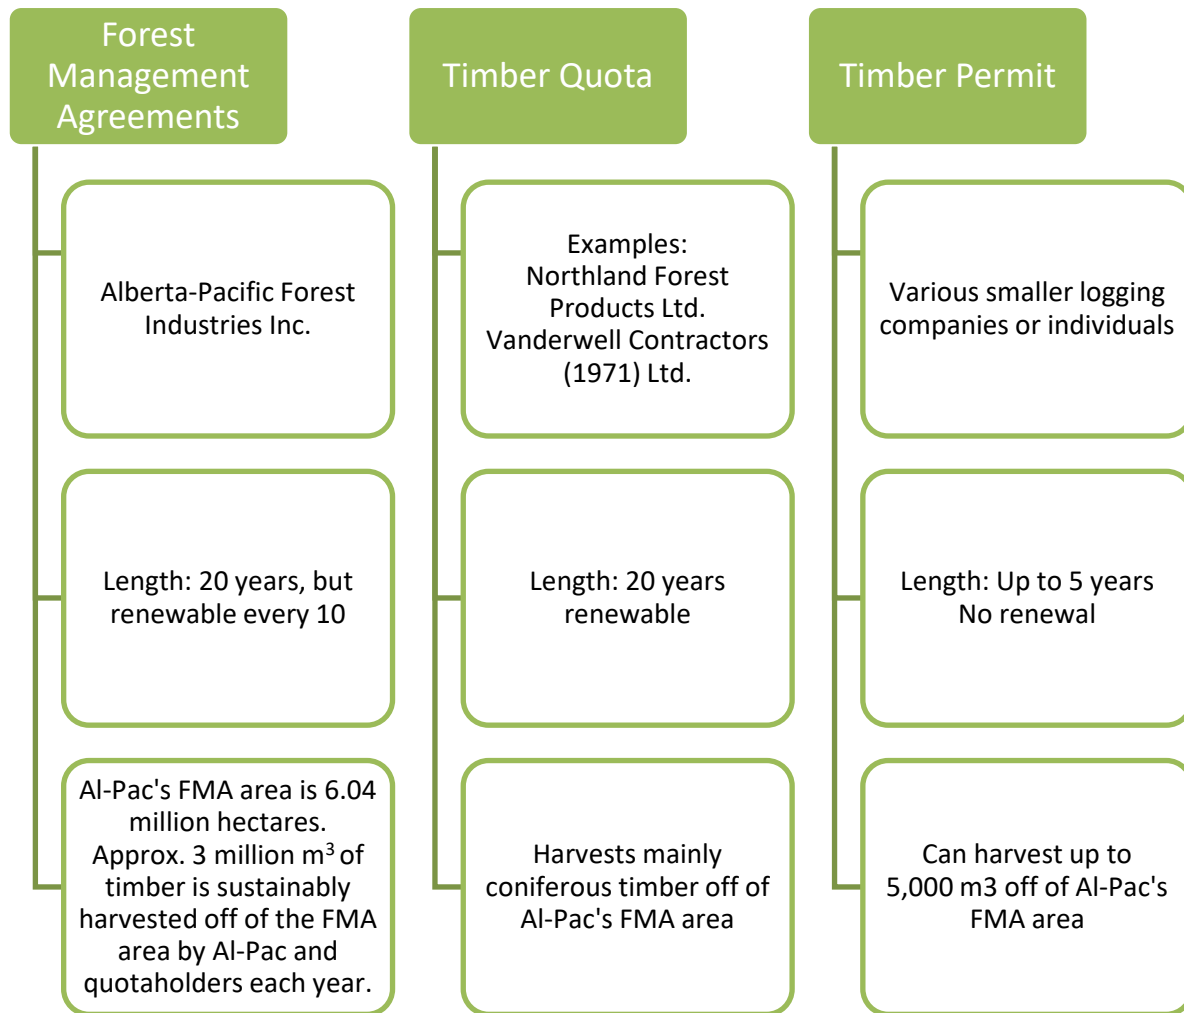 Forest
Management
Agreements
Alberta-Pacific Forest
Industries Inc.
Length: 20 years, but
renewable every 10
Al-Pac's FMA area is 6.04
million hectares.
Approx. 3 million m³ of
timber is sustainably
harvested off of the FMA
area by Al-Pac and
quotaholders each year.
Timber Quota
Examples:
Northland Forest
Products Ltd.
Vanderwell Contractors
(1971) Ltd.
Length: 20 years
renewable
Harvests mainly
coniferous timber off of
Al-Pac's FMA area
Timber Permit
Various smaller logging
companies or individuals
Length: Up to 5 years
No renewal
Can harvest up to
5,000 m3 off of Al-Pac's
FMA area